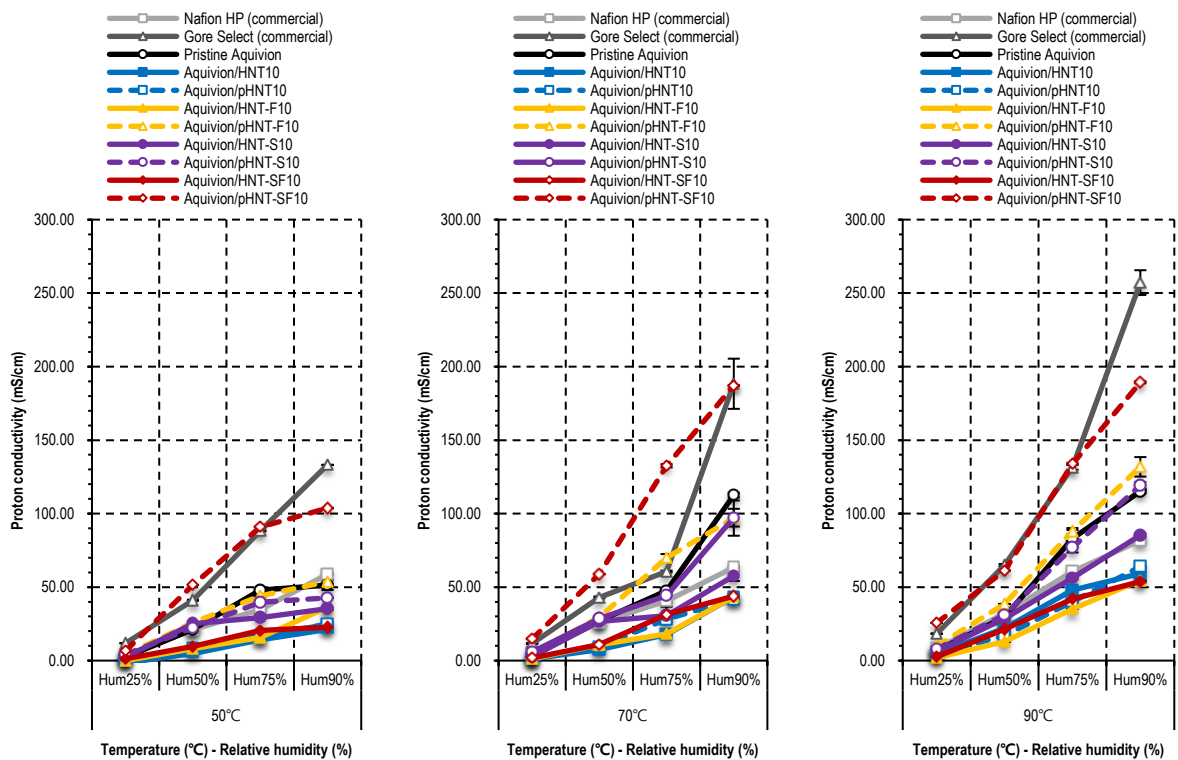 Nafion HP (commercial)
Gore Select (commercial)
Pristine Aquivion
Aquivion/HNT10
Aquivion/pHNT10
Aquivion/HNT-F10
Aquivion/pHNT-F10
Aquivion/HNT-S10
Aquivion/pHNT-S10
Aquivion/HNT-SF10
Aquivion/pHNT-SF10
300.00
250.00
200.00
150.00
100.00
50.00
0.00
Proton conductivity (mS/cm)
Hum25% Hum50% Hum75% Hum90%
50℃
Temperature (℃) - Relative humidity (%)
Nafion HP (commercial)
Gore Select (commercial)
Pristine Aquivion
Aquivion/HNT10
Aquivion/pHNT10
Aquivion/HNT-F10
Aquivion/pHNT-F10
Aquivion/HNT-S10
Aquivion/pHNT-S10
Aquivion/HNT-SF10
Aquivion/pHNT-SF10
300.00
250.00
200.00
150.00
100.00
50.00
0.00
Proton conductivity (mS/cm)
Hum25% Hum50% Hum75% Hum90%
70℃
Temperature (℃) - Relative humidity (%)
Nafion HP (commercial)
Gore Select (commercial)
Pristine Aquivion
Aquivion/HNT10
Aquivion/pHNT10
Aquivion/HNT-F10
Aquivion/pHNT-F10
Aquivion/HNT-S10
Aquivion/pHNT-S10
Aquivion/HNT-SF10
Aquivion/pHNT-SF10
300.00
250.00
200.00
150.00
100.00
50.00
0.00
Proton conductivity (mS/cm)
Hum25% Hum50% Hum75% Hum90%
90℃
Temperature (℃) - Relative humidity (%)